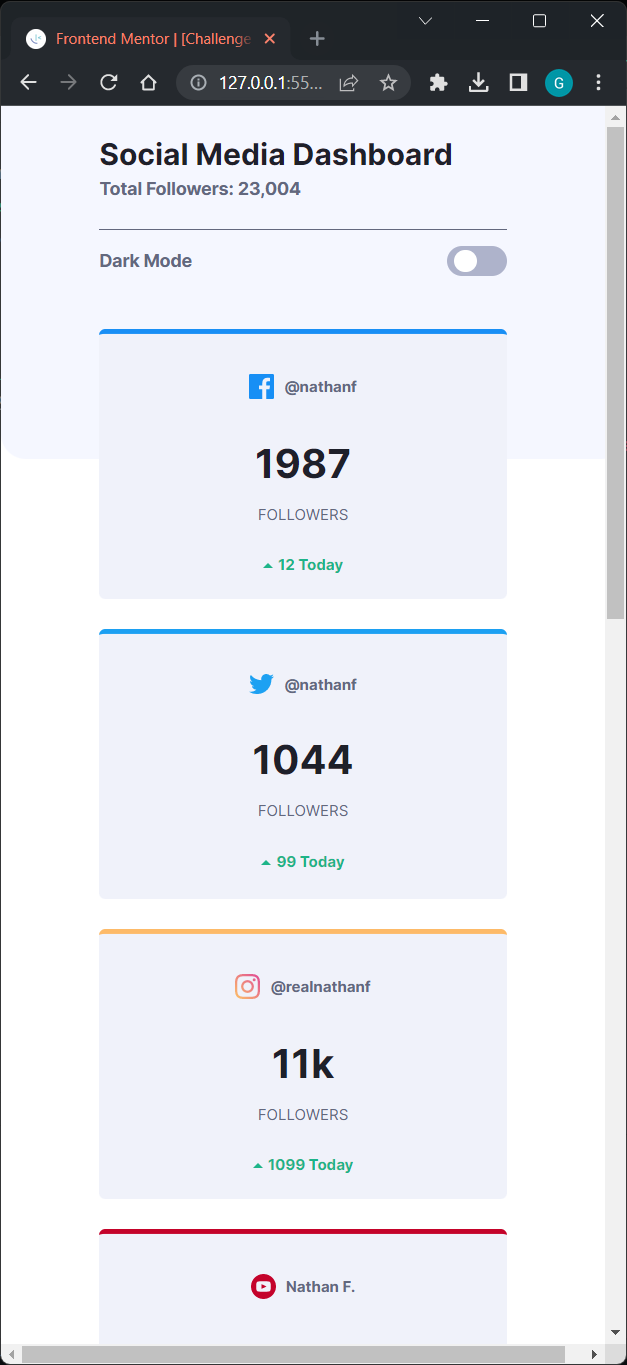 Frontend Mentor | [Challenge
127.0.0.1:55...
G
Social Media Dashboard
Total Followers: 23,004
Dark Mode
@nathanf
1987
FOLLOWERS
12 Today
@nathanf
1044
FOLLOWERS
99 Today
@realnathanf
11k
FOLLOWERS
1099 Today
Nathan F.